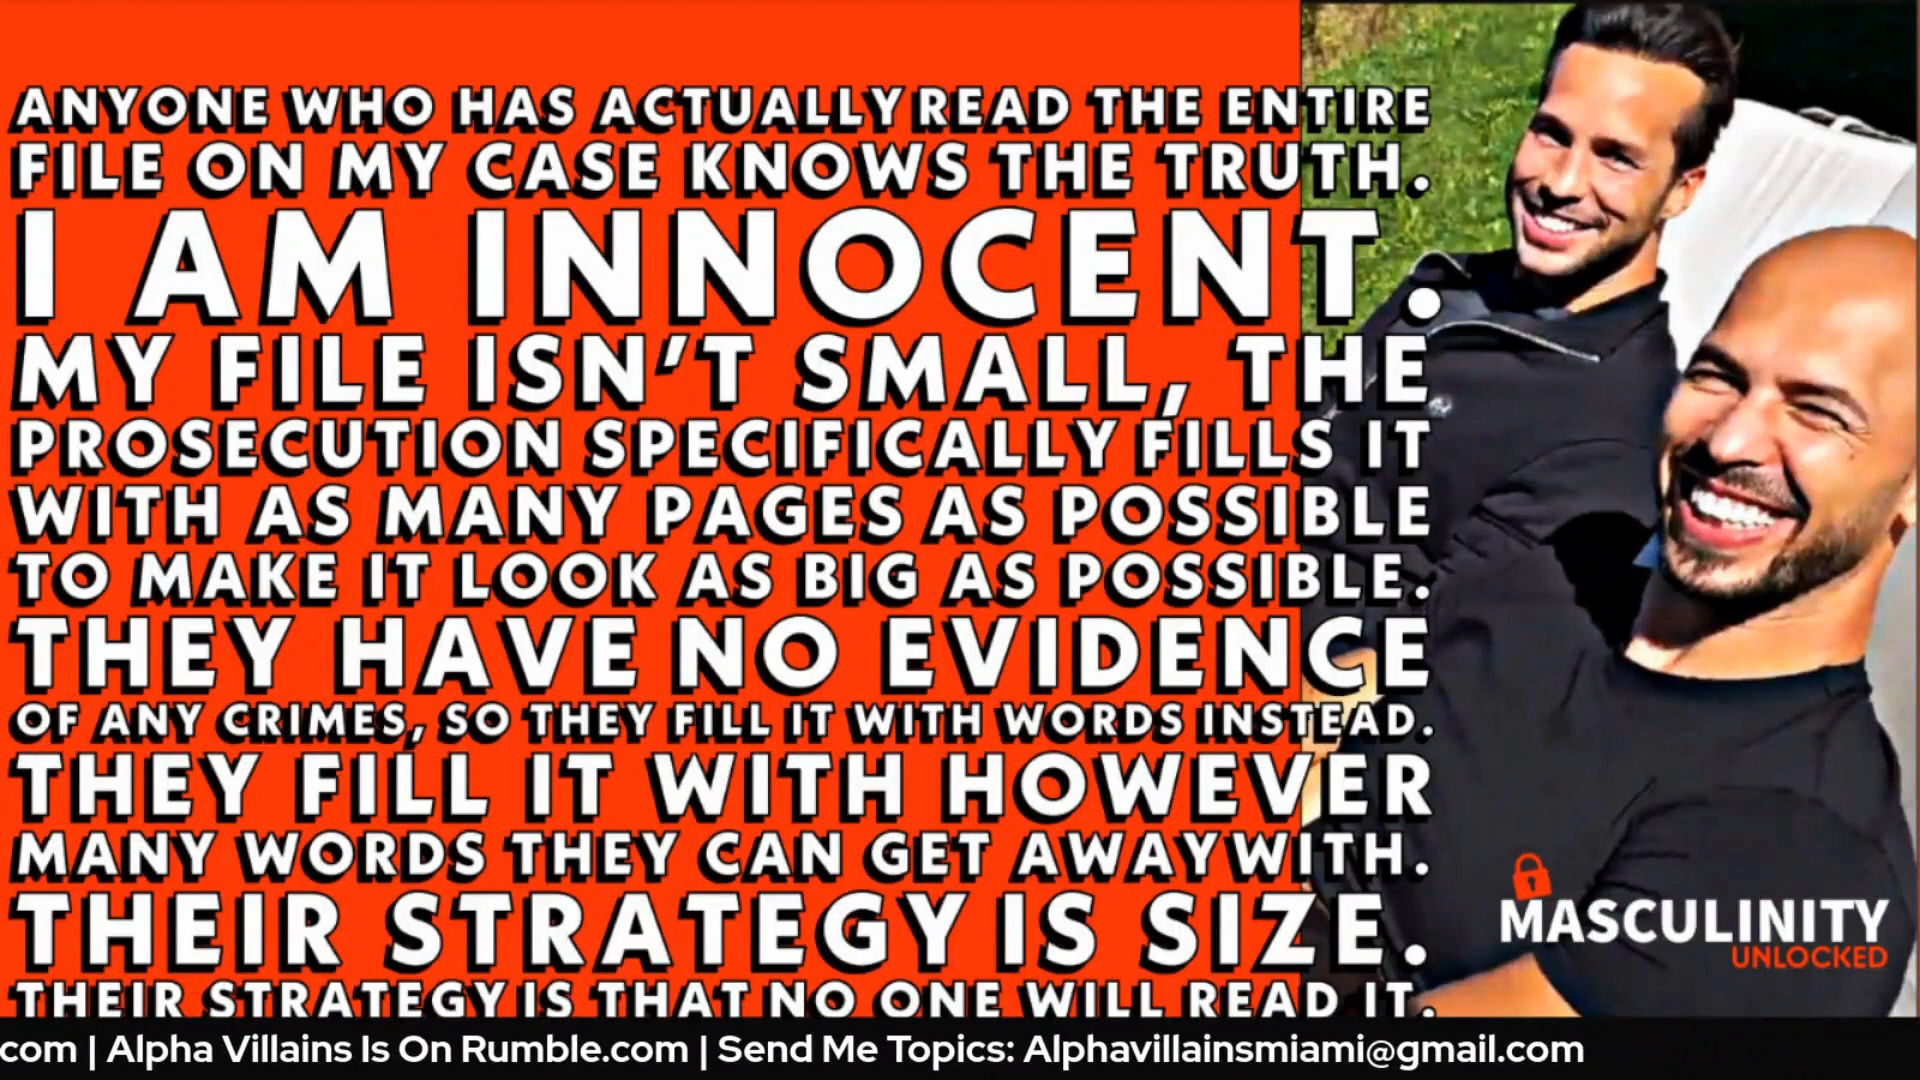 ANYONE WHO HAS ACTUALLY READ THE ENTIRE
FILE ON MY CASE KNOWS THE TRUTH.
I AM INNOCENT.
MY FILE ISN'T SMALL, THE
PROSECUTION SPECIFICALLY FILLS IT
WITH AS MANY PAGES AS POSSIBLE
TO MAKE IT LOOK AS BIG AS POSSIBLE.
THEY HAVE NO EVIDENCE
OF ANY CRIMES, SO THEY FILL IT WITH WORDS INSTEAD.
THEY FILL IT WITH HOWEVER
MANY WORDS THEY CAN GET AWAY WITH.
THEIR STRATEGY IS SIZE.
THEIR STRATEGY IS THAT NO ONE WILL READ IT.
MASCULINITY
UNLOCKED
com | Alpha Villains Is On Rumble.com | Send Me Topics: Alphavillainsmiami@gmail.com